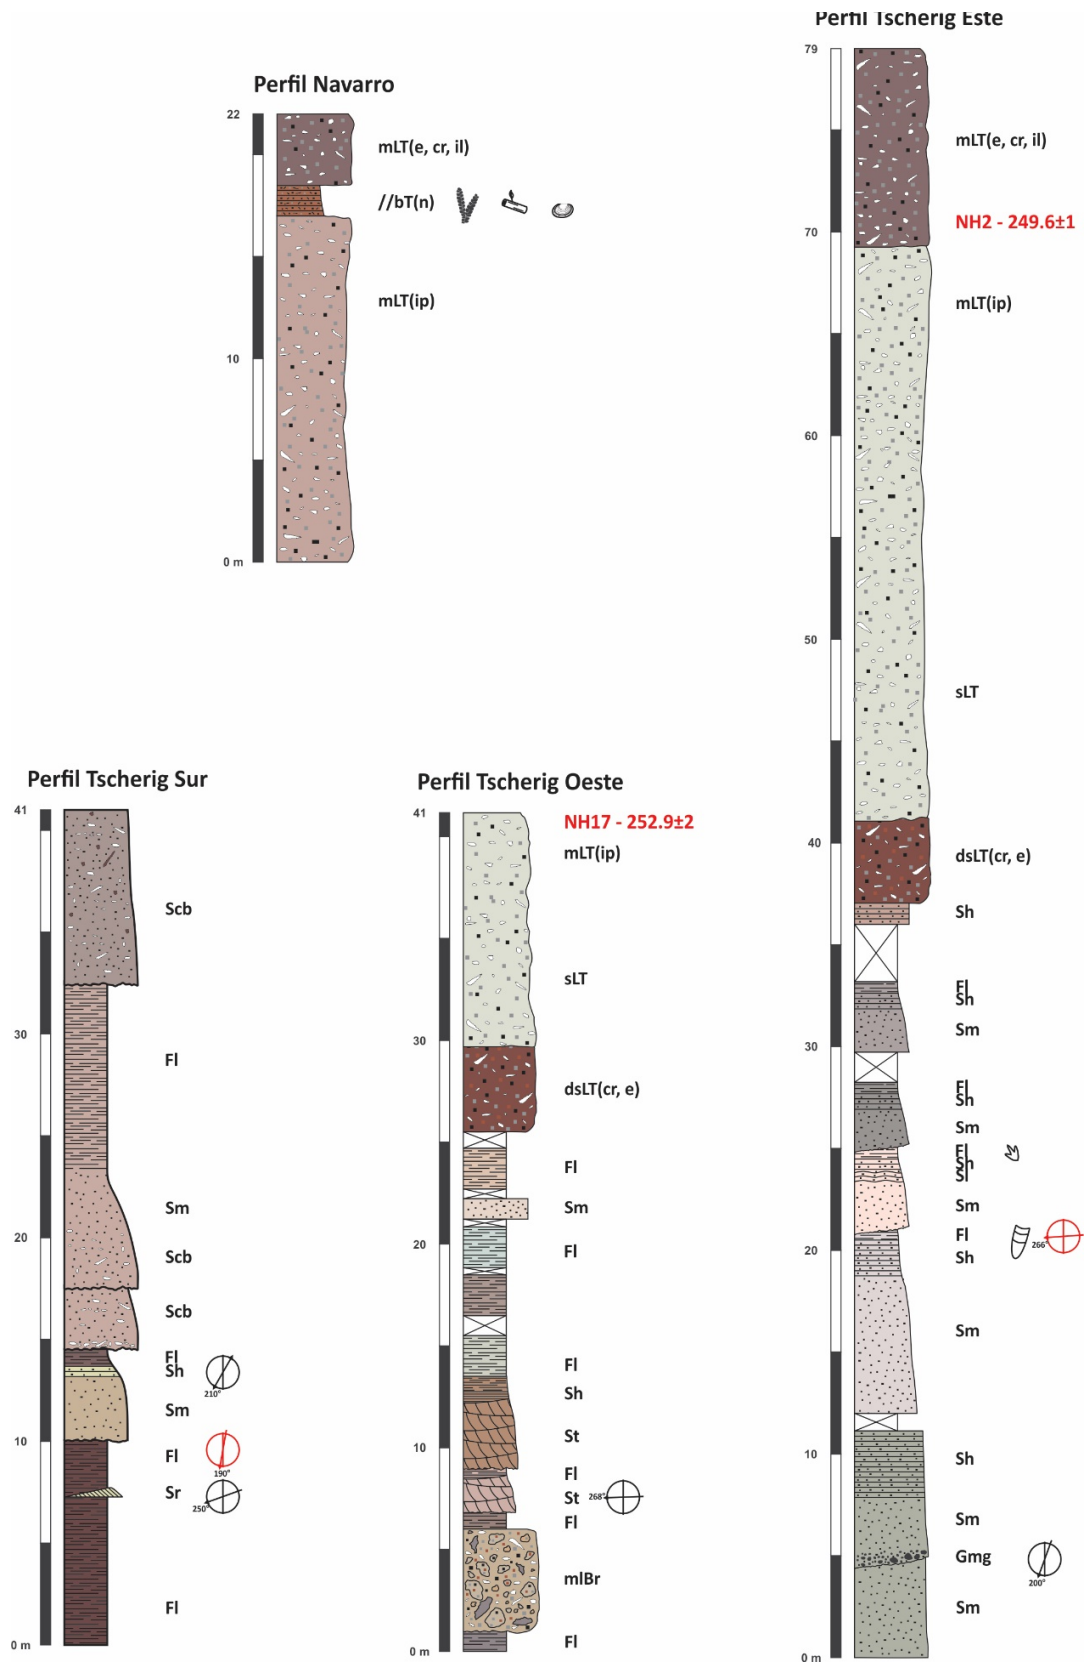 Perfil Navarro
22
10
0 m
mLT(e, cr, il)
//bT(n)
mLT(ip)
Perfil Tscherig Este
79
70
60
50
40
30
20
10
0 m
mLT(e, cr, il)
NH2 - 249.6±1
mLT(ip)
sLT
dsLT(cr, e)
Sh
Fl
Sh
Sm
Fl
Sh
Sm
Fl
Sh
Sl
Sm
Fl
266°
Sh
Sm
Sh
Sm
Gmg
200°
Sm
Perfil Tscherig Sur
41
30
20
10
0 m
Scb
Fl
Sm
Scb
Scb
Fl
Sh
210°
Sm
Fl
190°
Sr
250°
Fl
Perfil Tscherig Oeste
41
30
20
10
0 m
NH17 - 252.9±2
mLT(ip)
sLT
dsLT(cr, e)
Fl
Sm
Fl
Fl
Sh
St
Fl
St
268°
Fl
mlBr
Fl